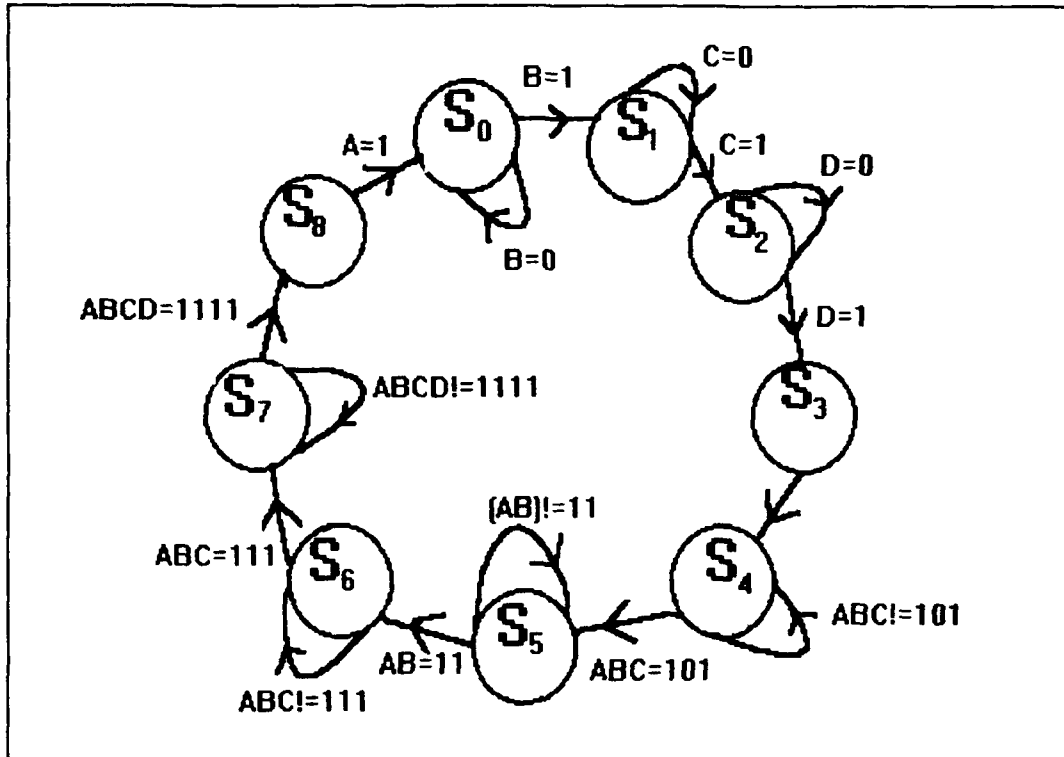 C=0
B=1
S0
S1
A=1
C=1
D=0
S8
S2
B=0
ABCD=1111
D=1
ABCD!=1111
S7
S3
(AB)!=11
ABC=111
S6
S4
ABC!=101
S5
AB=11
ABC=101
ABC!=111